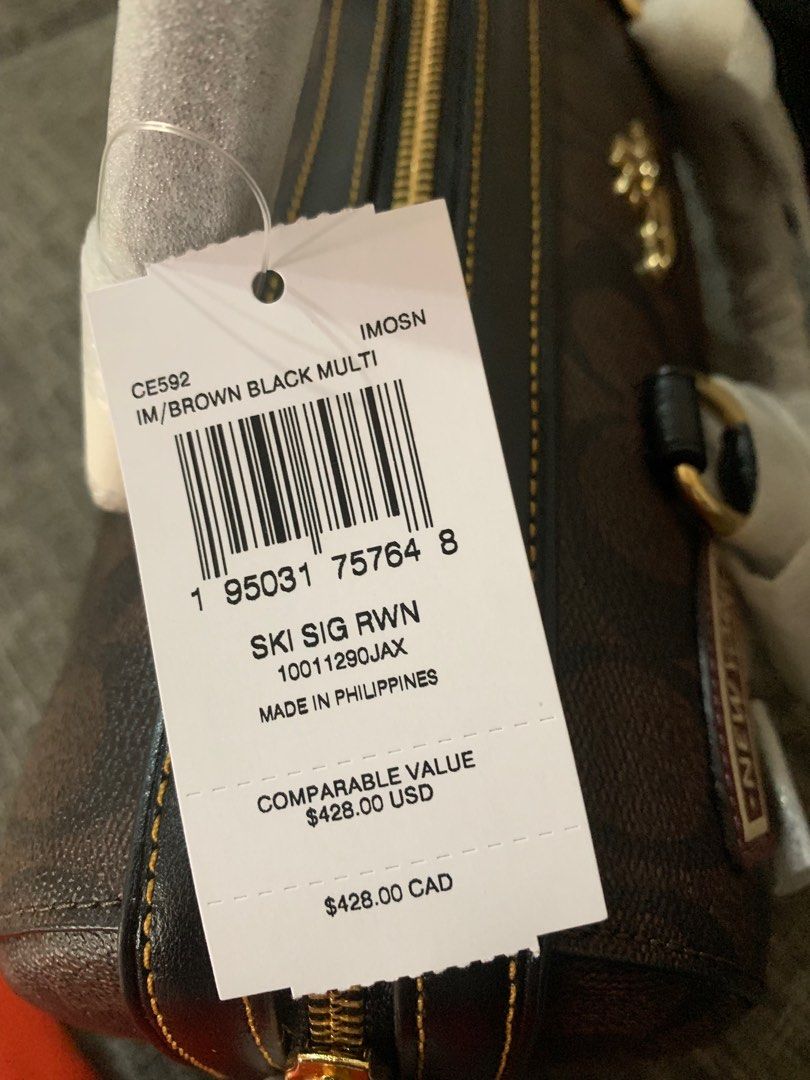 IMOSN
CE592
IM/BROWN BLACK MULTI
1 95031 75764 8
SKI SIG RWN
10011290JAX
MADE IN PHILIPPINES
COMPARABLE VALUE
$428.00 USD
$428.00 CAD
NEW